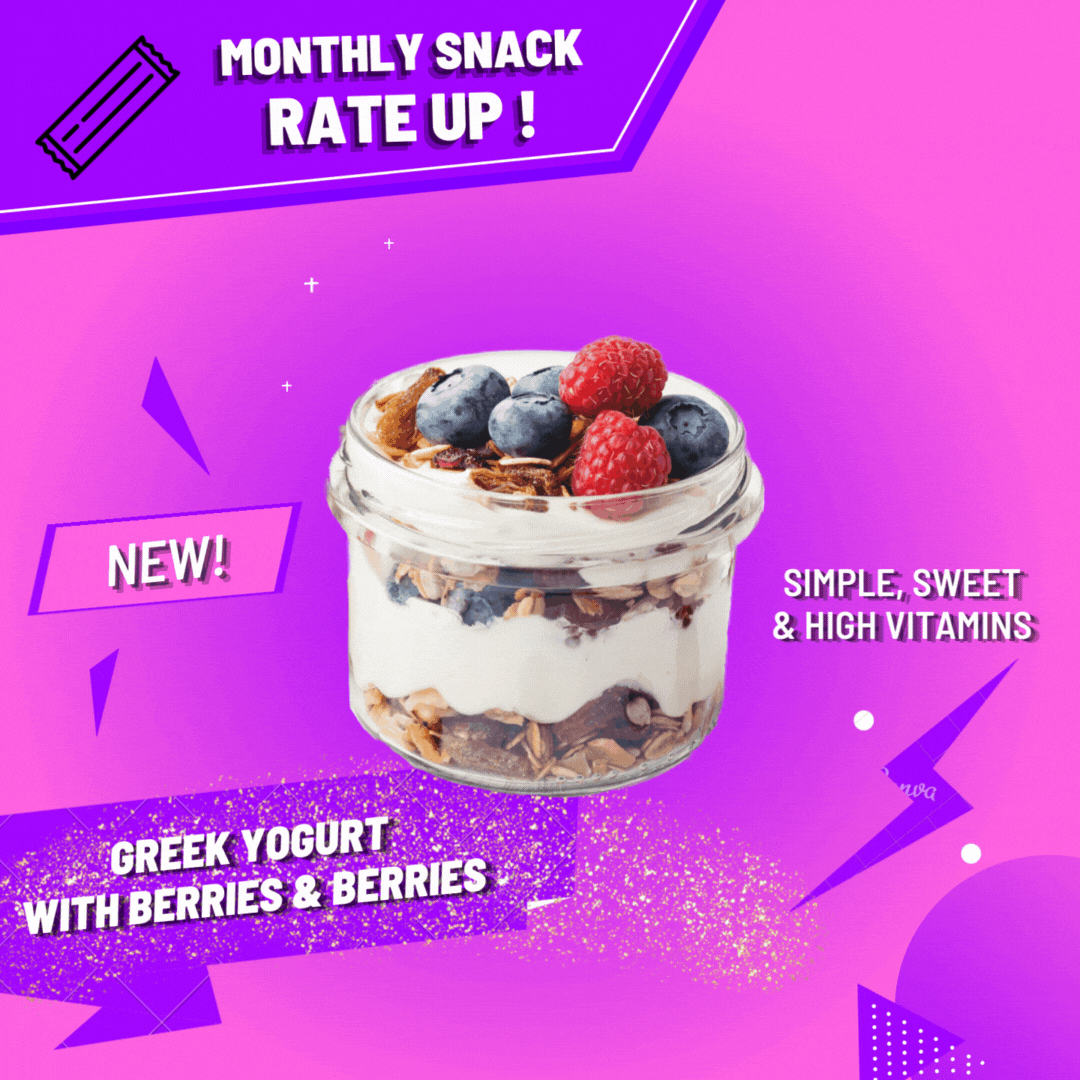 MONTHLY SNACK
RATE UP !
NEW!
SIMPLE, SWEET
& HIGH VITAMINS
GREEK YOGURT
WITH BERRIES & BERRIES